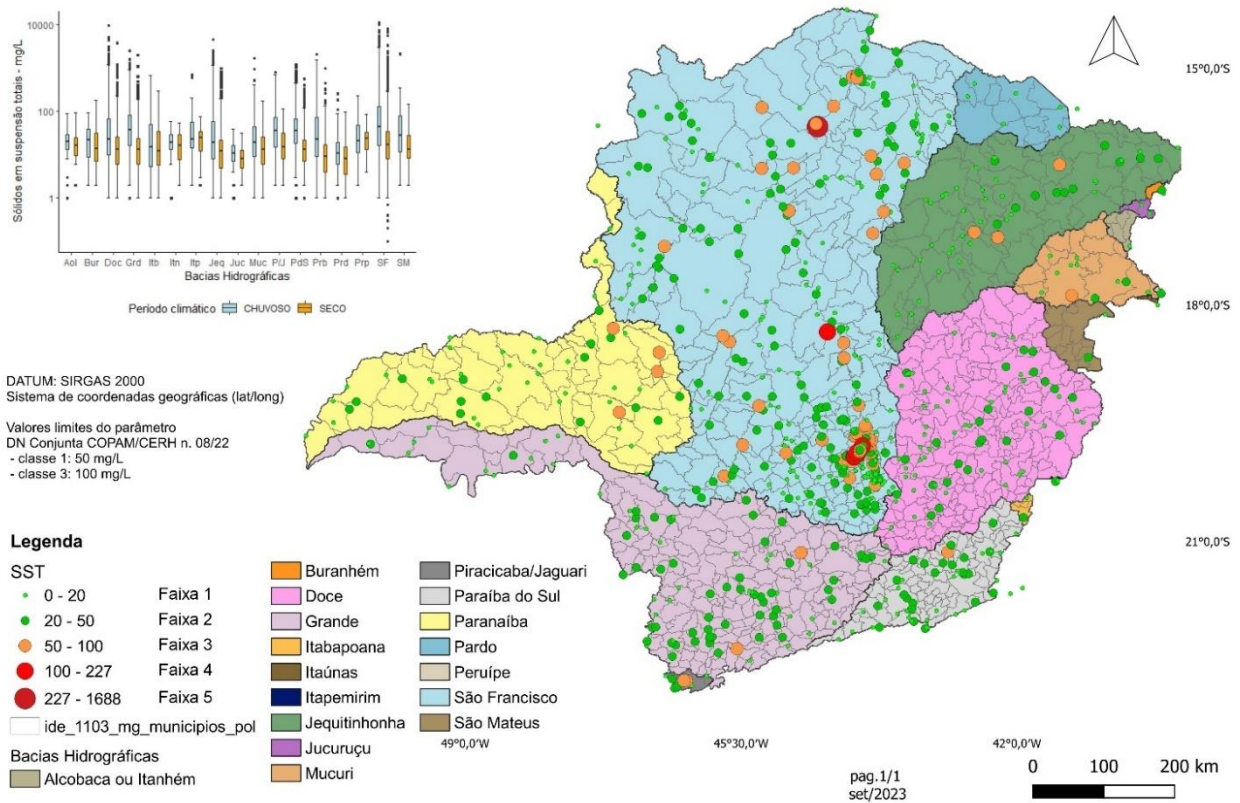 10000
100
1
Sólidos em suspensão totais - mg/L
AoI Bur Doc Grd Itb Itn Itp Jeq Juc Muc P/J PdS Prb Prd Prp SF SM
Bacias Hidrográficas
Período climático CHUVOSO SECO
15°0,0'S
18°0,0'S
21°0,0'S
DATUM: SIRGAS 2000
Sistema de coordenadas geográficas (lat/long)
Valores limites do parâmetro
DN Conjunta COPAM/CERH n. 08/22
- classe 1: 50 mg/L
- classe 3: 100 mg/L
Legenda
SST
0 - 20 Faixa 1
20 - 50 Faixa 2
50 - 100 Faixa 3
100 - 227 Faixa 4
227 - 1688 Faixa 5
ide_1103_mg_municipios_pol
Bacias Hidrográficas
Alcobaca ou Itanhém
Buranhém
Doce
Grande
Itabapoana
Itaúnas
Itapemirim
Jequitinhonha
Jucuruçu
Mucuri
Piracicaba/Jaguari
Paraíba do Sul
Paranaíba
Pardo
Peruípe
São Francisco
São Mateus
49°0,0'W 45°30,0'W 42°0,0'W
pag.1/1
set/2023
0 100 200 km